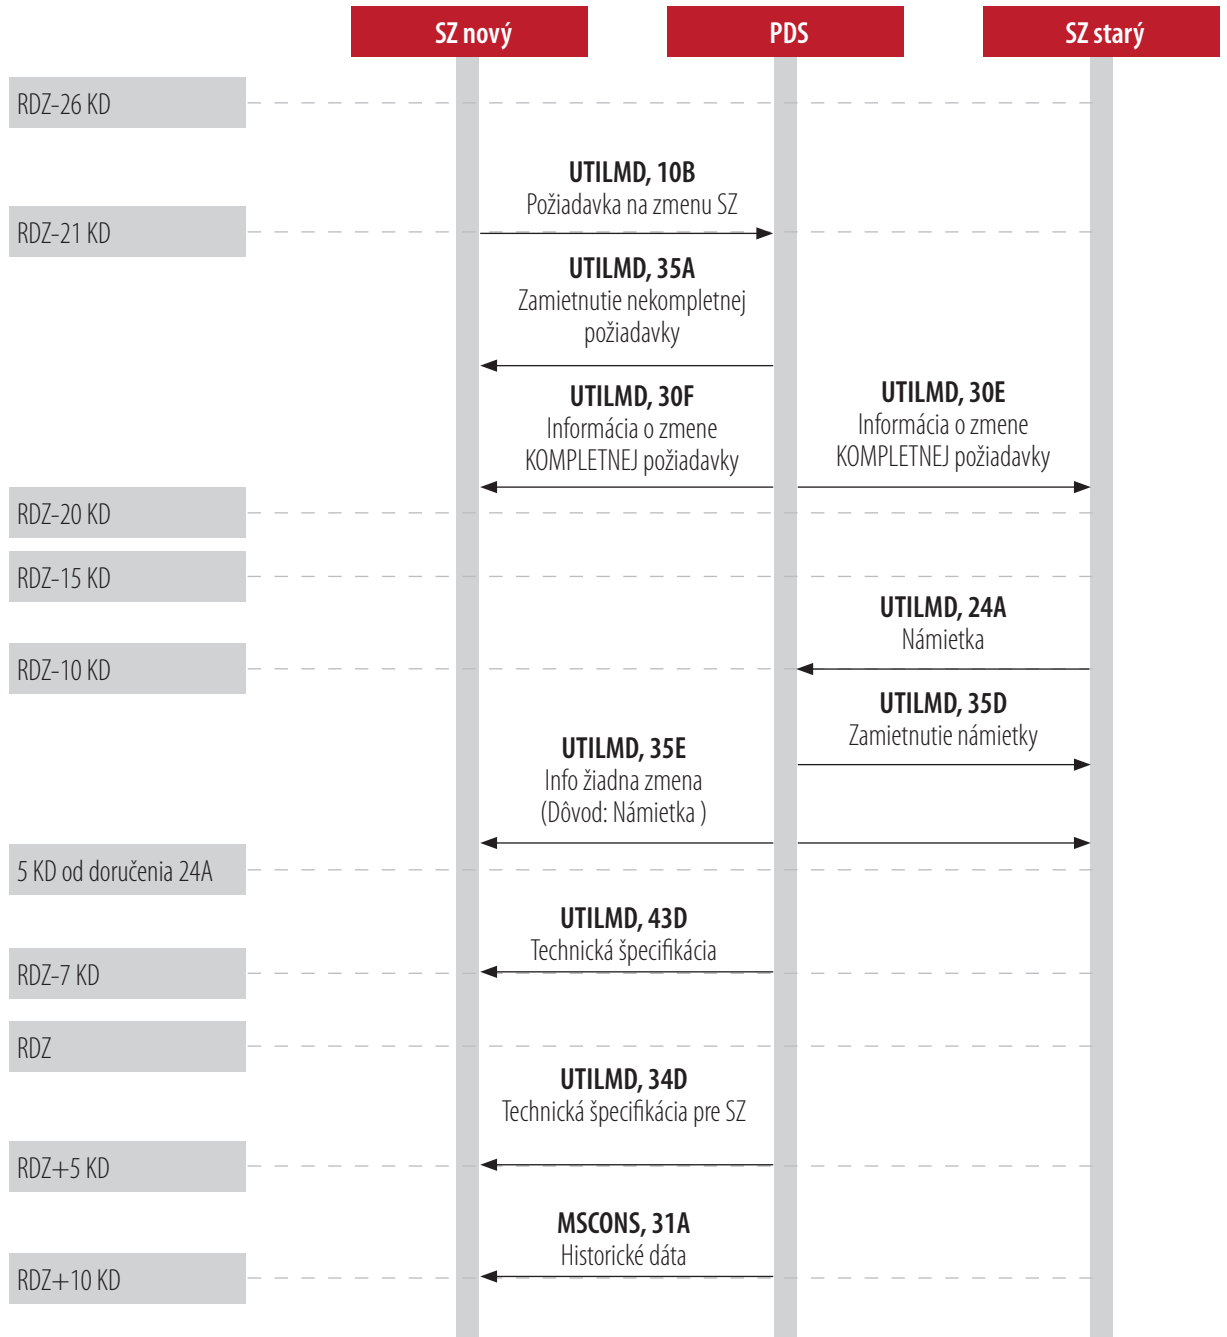 SZ nový
PDS
SZ starý
RDZ-26 KD
UTILMD, 10B
Požiadavka na zmenu SZ
RDZ-21 KD
UTILMD, 35A
Zamietnutie nekompletnej
požiadavky
UTILMD, 30F
Informácia o zmene
KOMPLETNEJ požiadavky
UTILMD, 30E
Informácia o zmene
KOMPLETNEJ požiadavky
RDZ-20 KD
RDZ-15 KD
UTILMD, 24A
Námietka
RDZ-10 KD
UTILMD, 35D
Zamietnutie námietky
UTILMD, 35E
Info žiadna zmena
(Dôvod: Námietka )
5 KD od doručenia 24A
UTILMD, 43D
Technická špecifikácia
RDZ-7 KD
RDZ
UTILMD, 34D
Technická špecifikácia pre SZ
RDZ+5 KD
MSCONS, 31A
Historické dáta
RDZ+10 KD